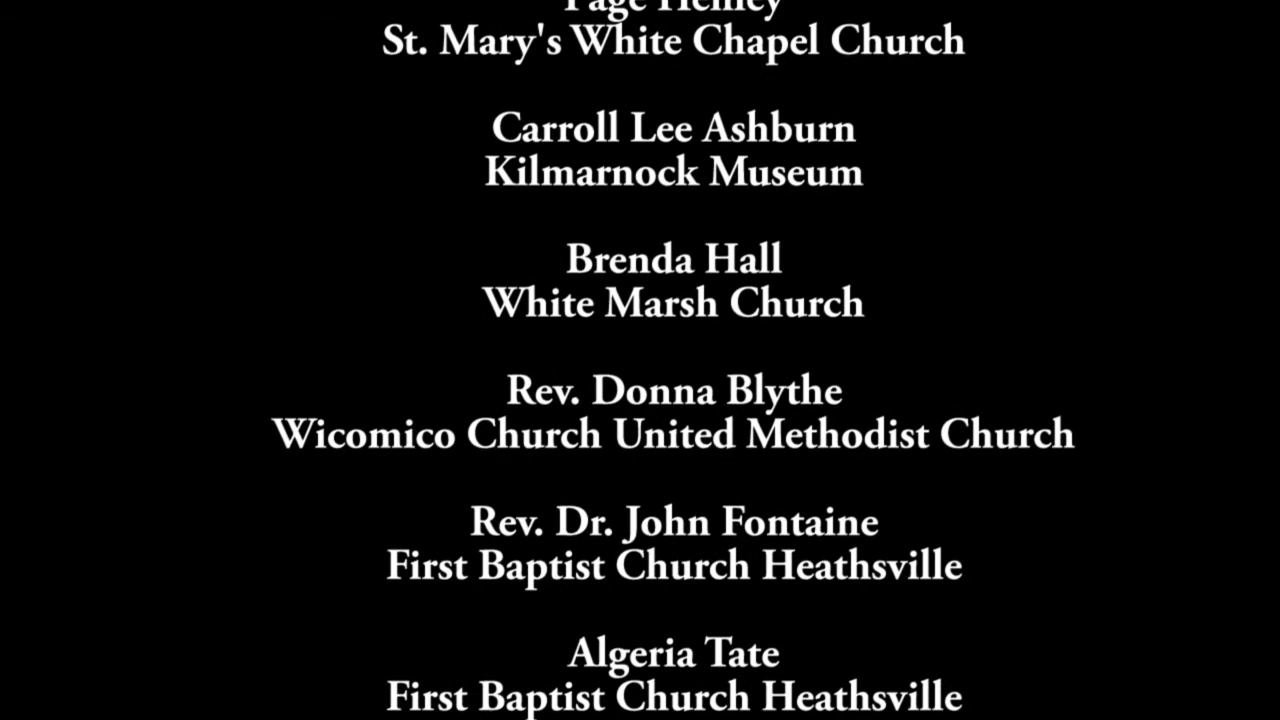 St. Mary's White Chapel Church
Carroll Lee Ashburn
Kilmarnock Museum
Brenda Hall
White Marsh Church
Rev. Donna Blythe
Wicomico Church United Methodist Church
Rev. Dr. John Fontaine
First Baptist Church Heathsville
Algeria Tate
First Baptist Church Heathsville